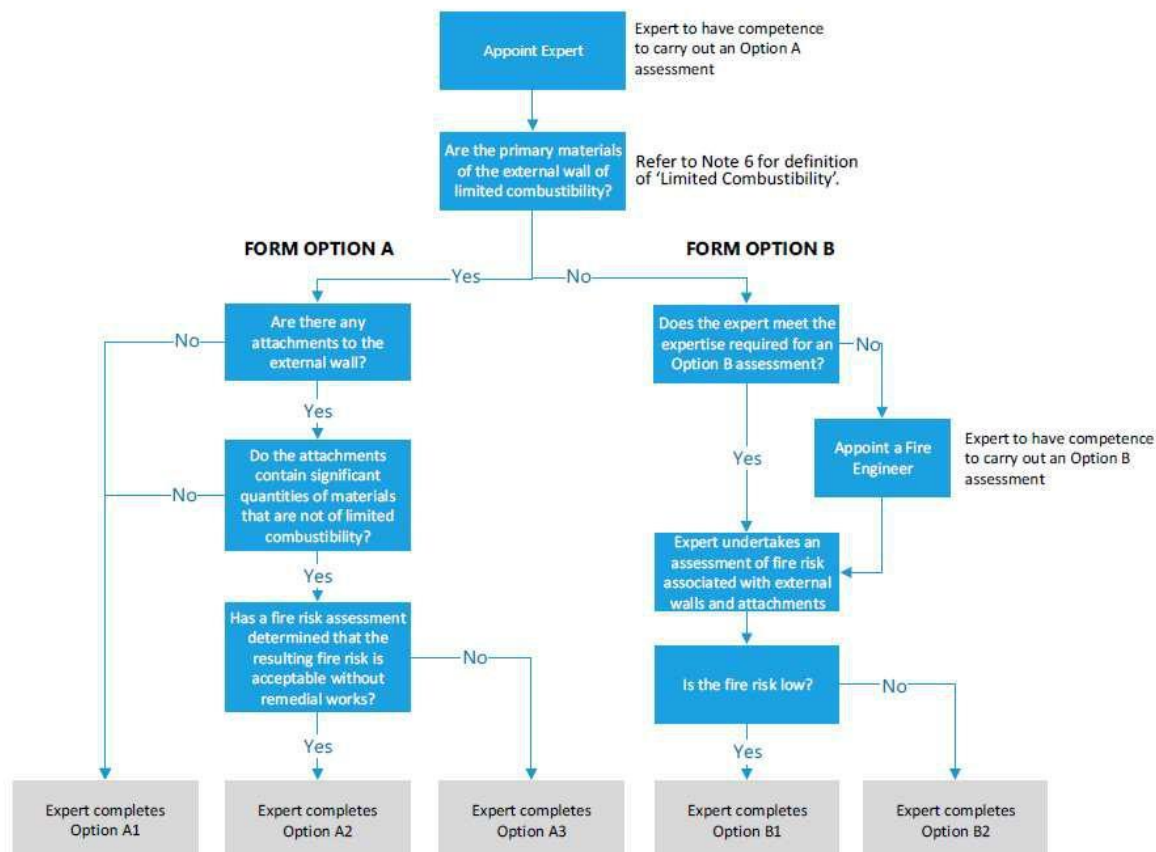 Appoint Expert
Expert to have competence
to carry out an Option A
assessment
Are the primary materials
of the external wall of
limited combustibility?
Refer to Note 6 for definition
of ‘Limited Combustibility’.
FORM OPTION A
FORM OPTION B
Yes
No
Are there any
attachments to the
external wall?
No
Does the expert meet the
expertise required for an
Option B assessment?
No
Yes
Do the attachments
contain significant
quantities of materials
that are not of limited
combustibility?
No
Yes
Appoint a Fire
Engineer
Expert to have competence
to carry out an Option B
assessment
Yes
Expert undertakes an
assessment of fire risk
associated with external
walls and attachments
Has a fire risk assessment
determined that the
resulting fire risk is
acceptable without
remedial works?
No
Is the fire risk low?
No
Yes
Yes
Expert completes
Option A1
Expert completes
Option A2
Expert completes
Option A3
Expert completes
Option B1
Expert completes
Option B2